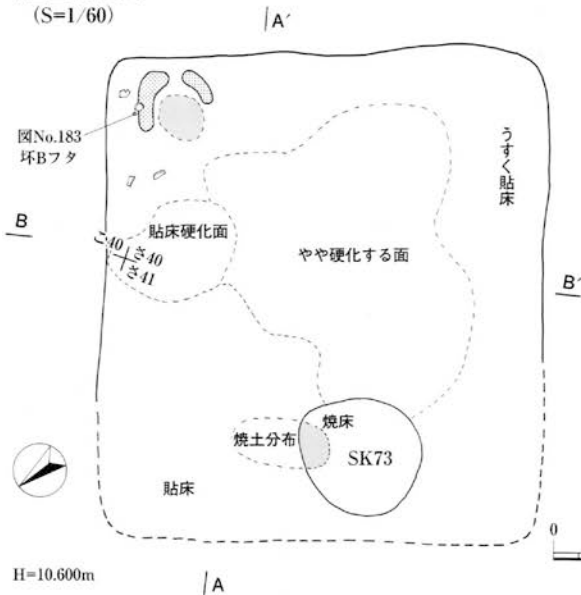 (S=1/60)
A′
図No.183
坏Bフタ
うすく貼床
B
貼床硬化面
こ40
さ40
さ41
やや硬化する面
B′
焼床
焼土分布
SK73
貼床
0
H=10.600m
A